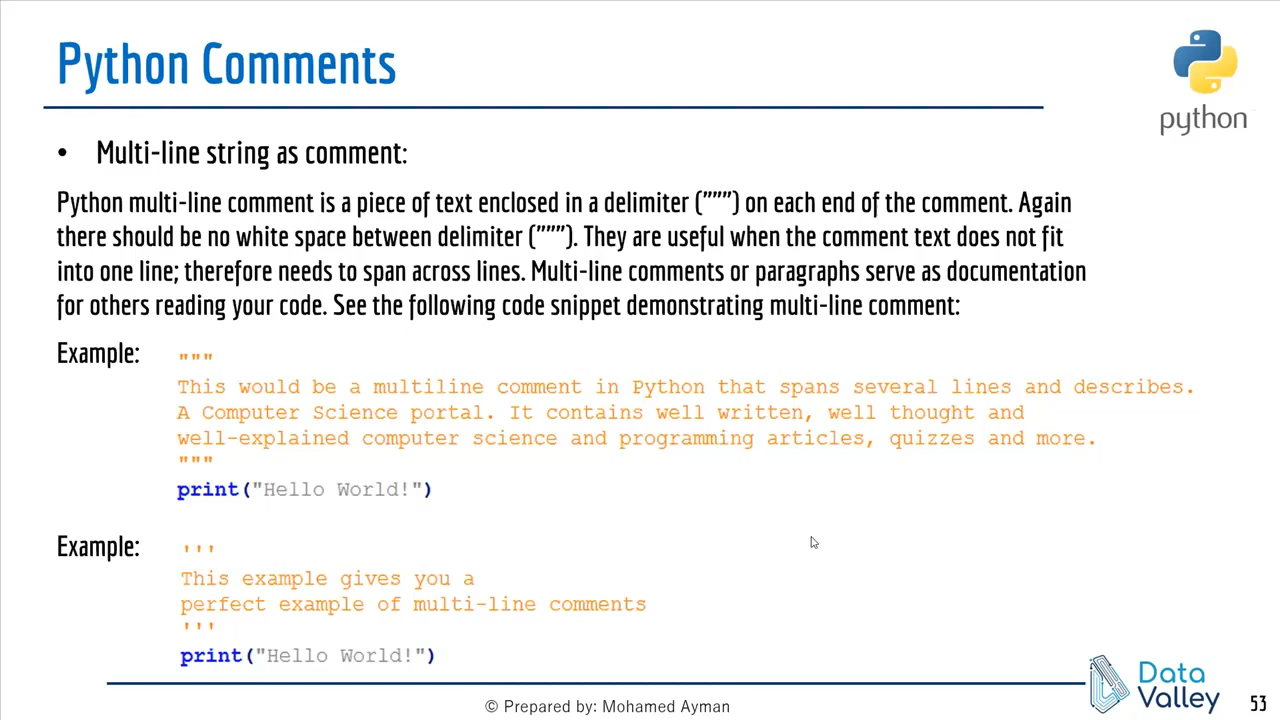 Python Comments
python
• Multi-line string as comment:
Python multi-line comment is a piece of text enclosed in a delimiter (""") on each end of the comment. Again
there should be no white space between delimiter ("""). They are useful when the comment text does not fit
into one line; therefore needs to span across lines. Multi-line comments or paragraphs serve as documentation
for others reading your code. See the following code snippet demonstrating multi-line comment:
Example:
"""
This would be a multiline comment in Python that spans several lines and describes.
A Computer Science portal. It contains well written, well thought and
well-explained computer science and programming articles, quizzes and more.
"""
print("Hello World!")
Example:
'''
This example gives you a
perfect example of multi-line comments
'''
print("Hello World!")
© Prepared by: Mohamed Ayman
Data
Valley
53